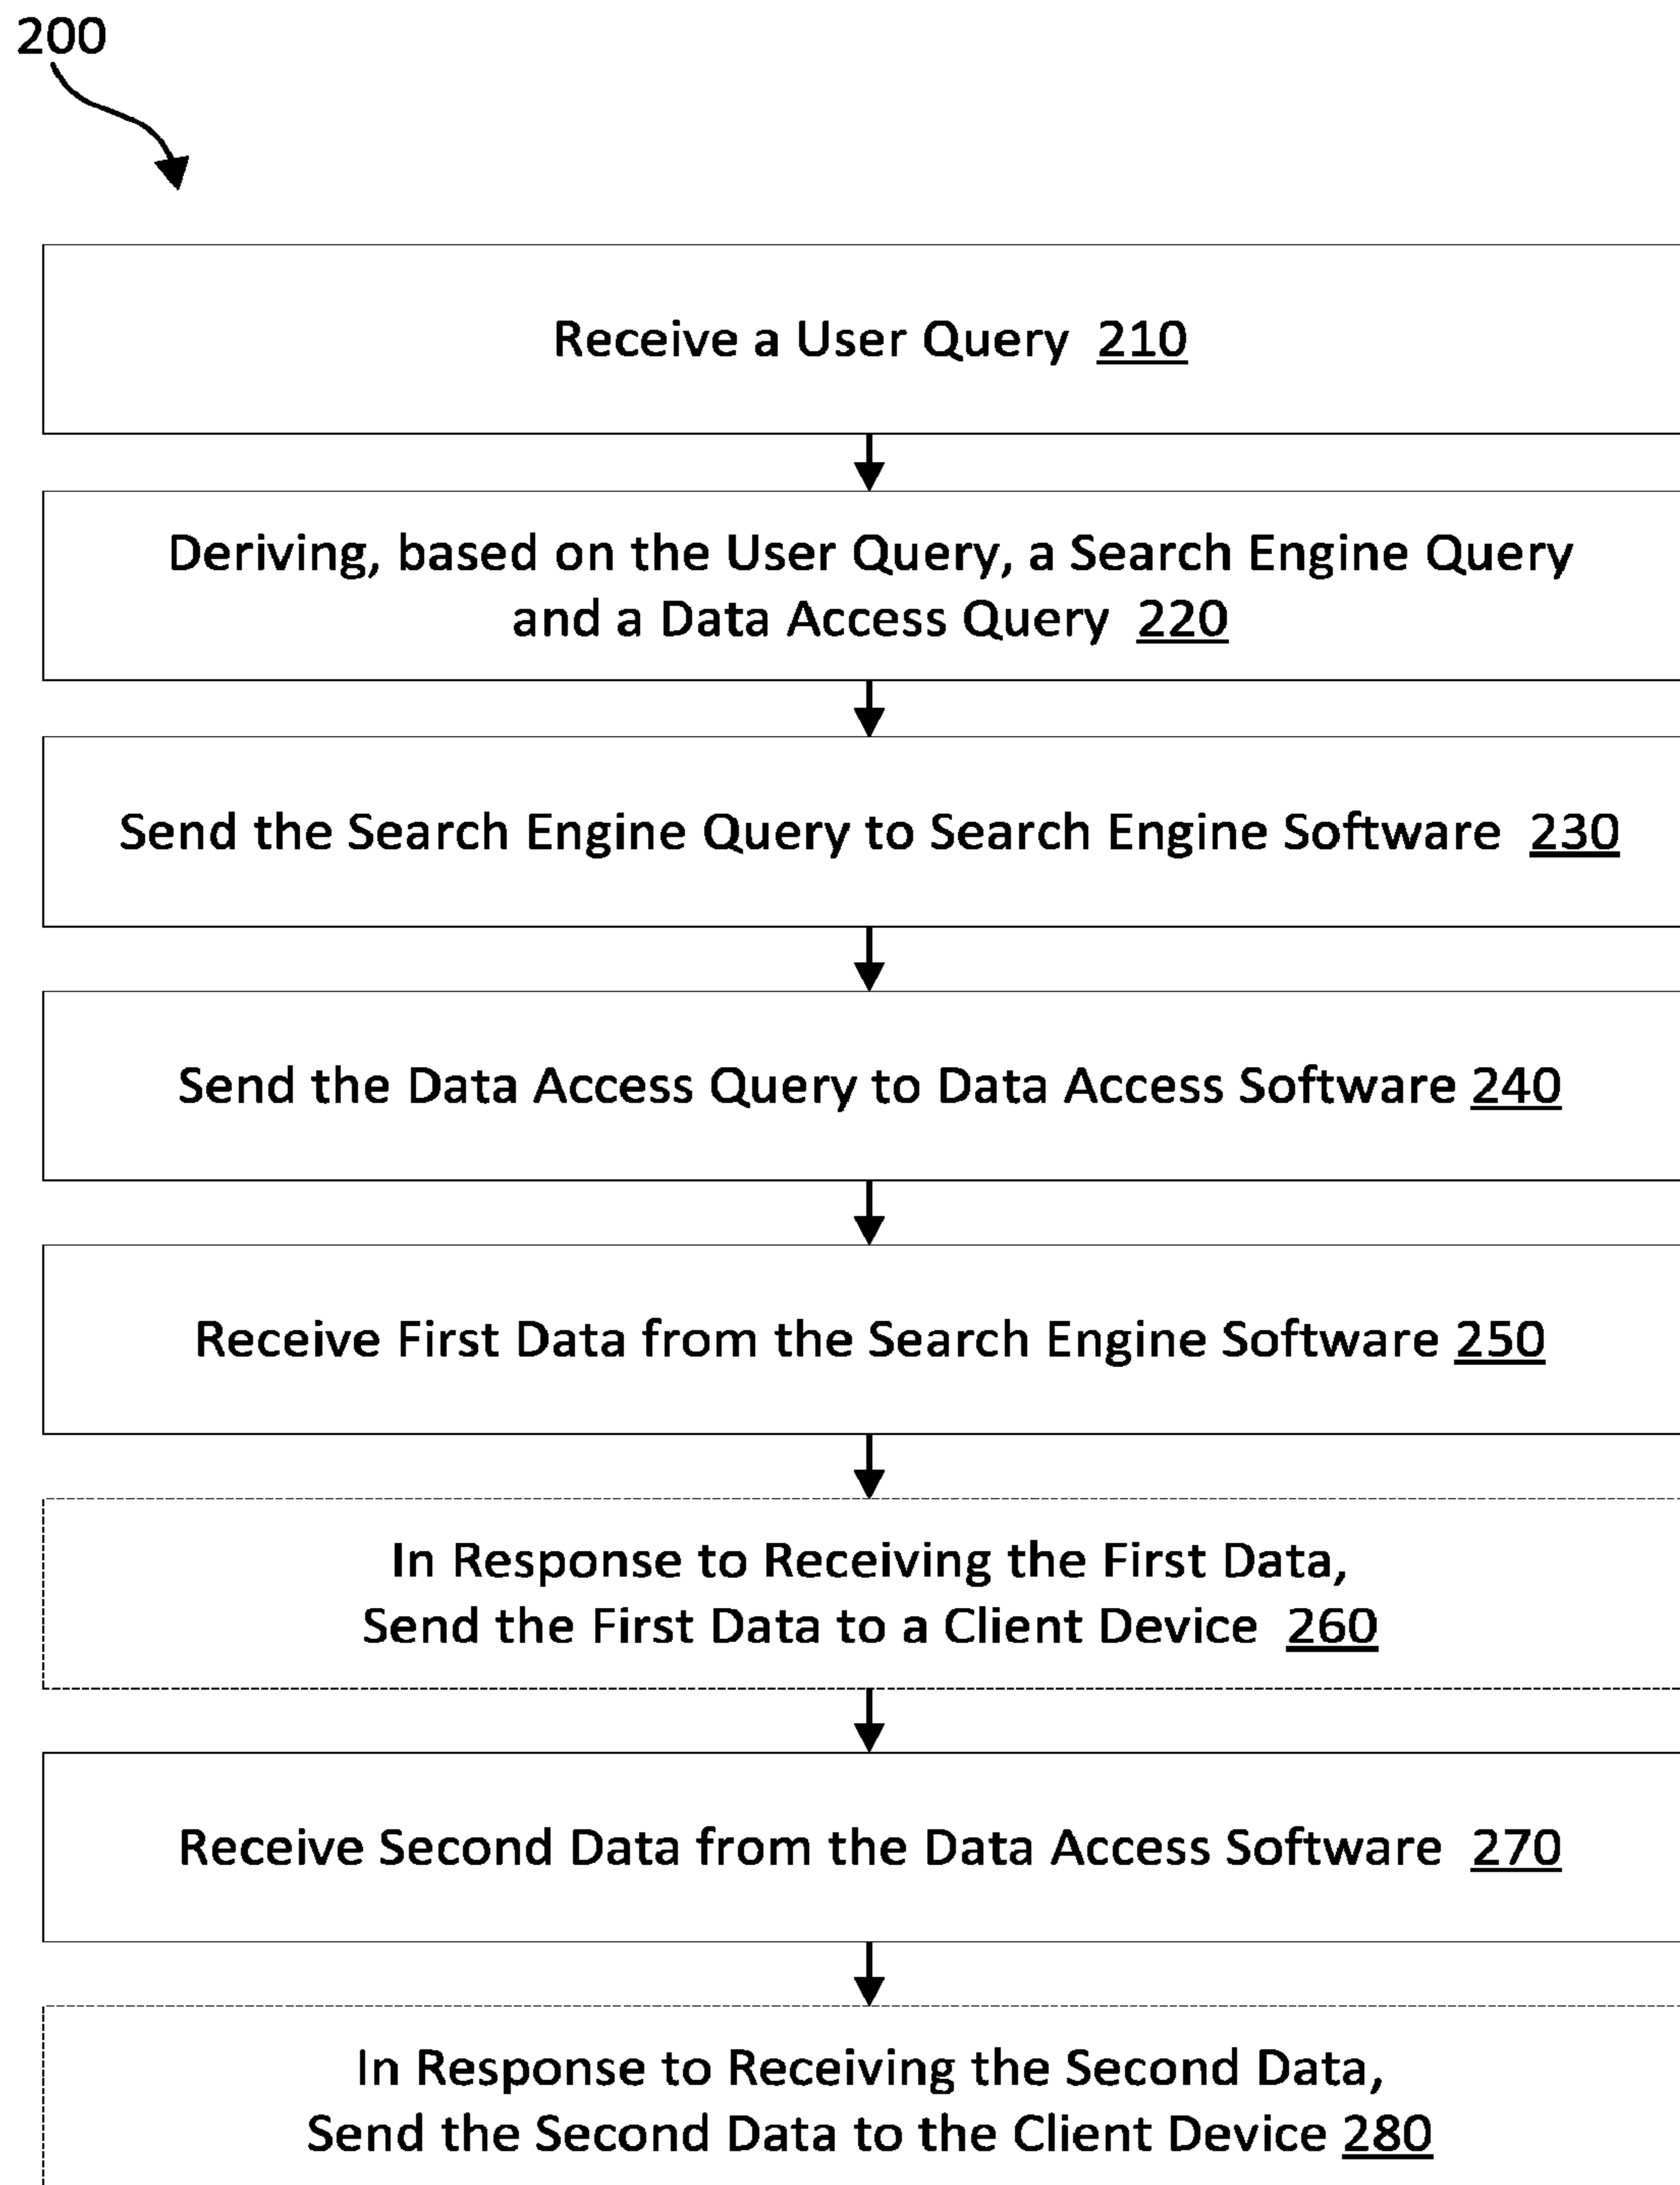 200
Receive a User Query 210
Deriving, based on the User Query, a Search Engine Query
and a Data Access Query 220
Send the Search Engine Query to Search Engine Software 230
Send the Data Access Query to Data Access Software 240
Receive First Data from the Search Engine Software 250
In Response to Receiving the First Data,
Send the First Data to a Client Device 260
Receive Second Data from the Data Access Software 270
In Response to Receiving the Second Data,
Send the Second Data to the Client Device 280